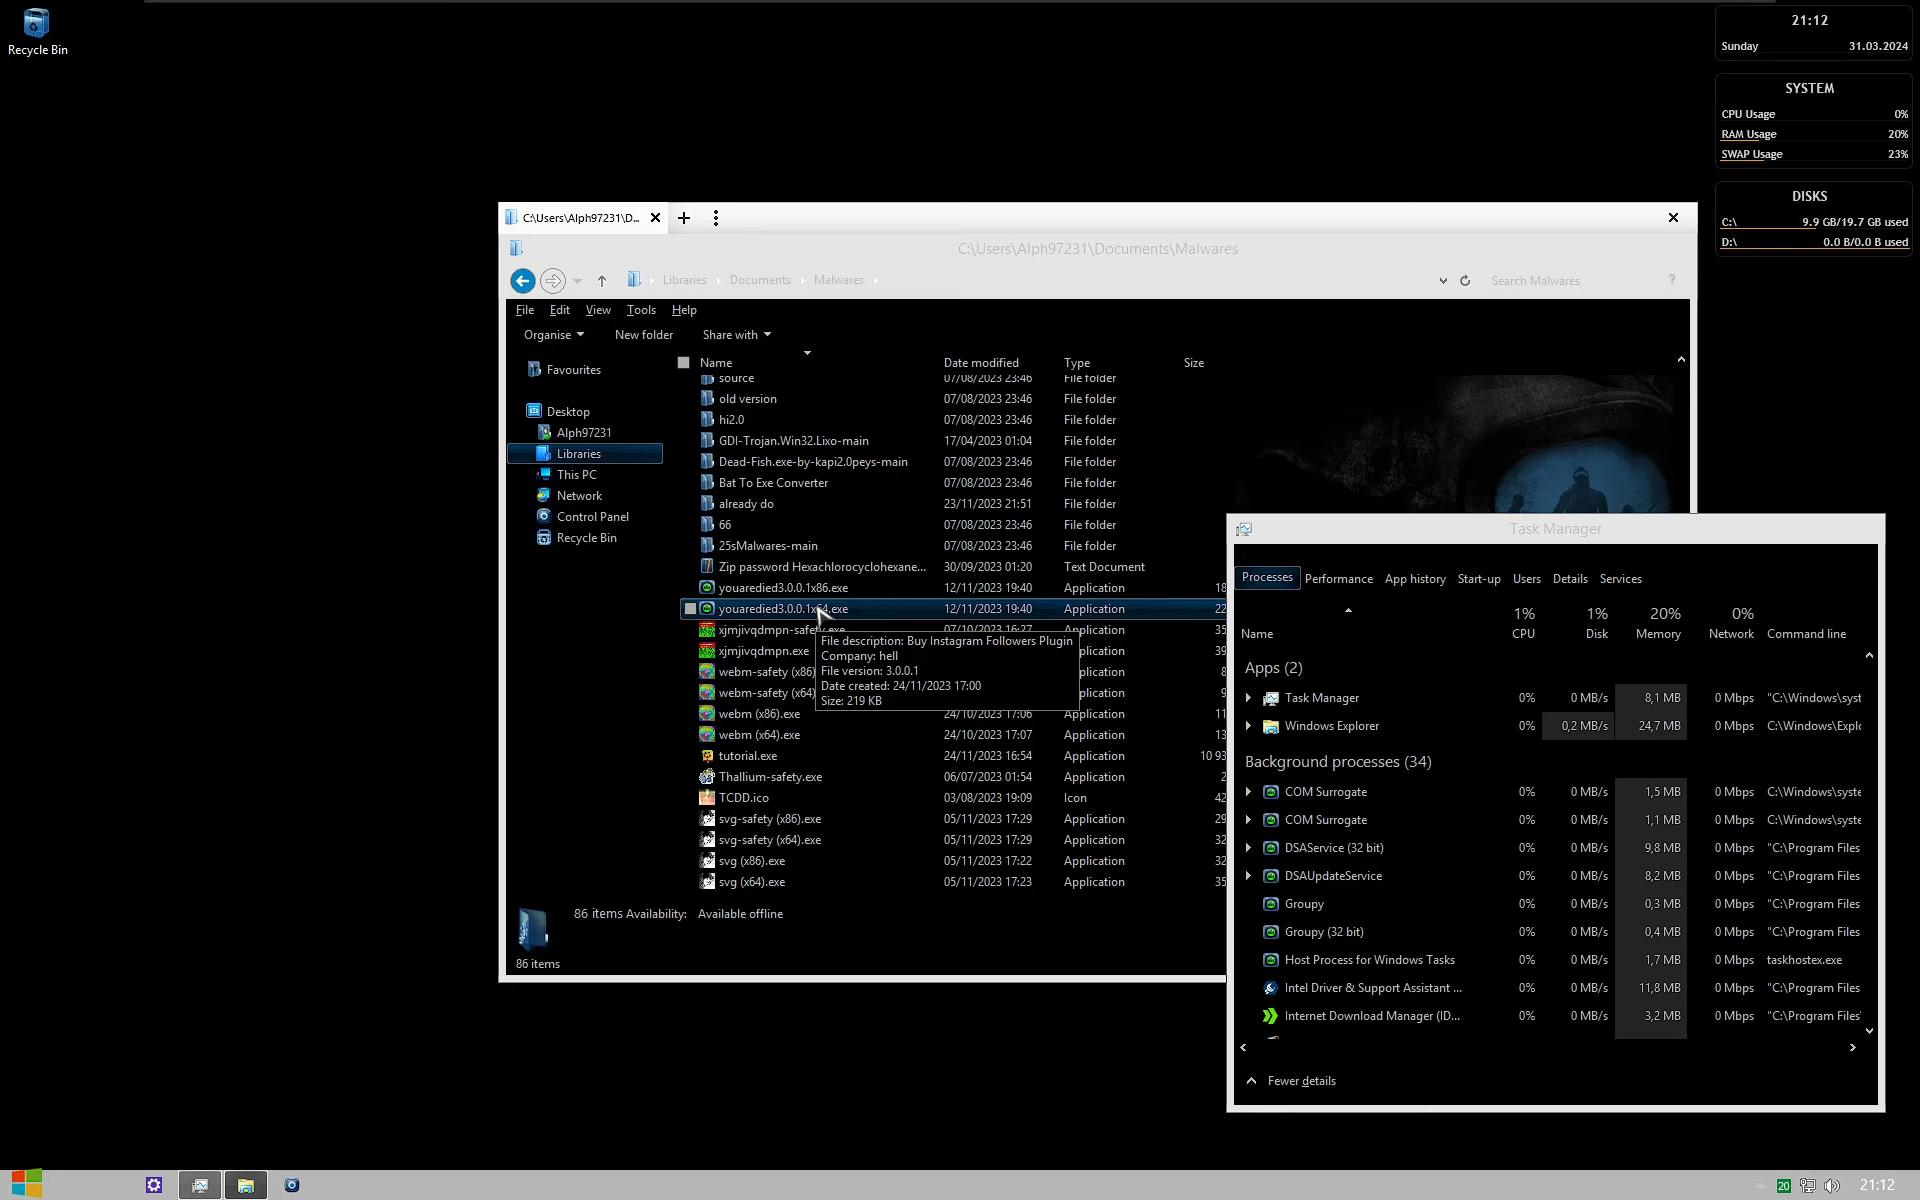 Recycle Bin
21:12
Sunday 31.03.2024
SYSTEM
CPU Usage 0%
RAM Usage 20%
SWAP Usage 23%
DISKS
C:\ 9.9 GB/19.7 GB used
D:\ 0.0 B/0.0 B used
C:\Users\Alph97231\D...
C:\Users\Alph97231\Documents\Malwares
Libraries Documents Malwares
Search Malwares ?
File Edit View Tools Help
Organise New folder Share with
Favourites
Desktop
Alph97231
Libraries
This PC
Network
Control Panel
Recycle Bin
Name Date modified Type Size
source 07/08/2023 23:46 File folder
old version 07/08/2023 23:46 File folder
hi2.0 07/08/2023 23:46 File folder
GDI-Trojan.Win32.Lixo-main 17/04/2023 01:04 File folder
Dead-Fish.exe-by-kapi2.0peys-main 07/08/2023 23:46 File folder
Bat To Exe Converter 07/08/2023 23:46 File folder
already do 23/11/2023 21:51 File folder
66 07/08/2023 23:46 File folder
25sMalwares-main 07/08/2023 23:46 File folder
Zip password Hexachlorocyclohexane... 30/09/2023 01:20 Text Document
youaredied3.0.0.1x86.exe 12/11/2023 19:40 Application 18
youaredied3.0.0.1x64.exe 12/11/2023 19:40 Application 22
xjmjivqdmpn-safety.exe 07/10/2023 16:27 Application 35
xjmjivqdmpn.exe pplication 39
webm-safety (x86) pplication 8
webm-safety (x64) pplication 9
webm (x86).exe 24/10/2023 17:06 Application 11
webm (x64).exe 24/10/2023 17:07 Application 13
tutorial.exe 24/11/2023 16:54 Application 10 93
Thallium-safety.exe 06/07/2023 01:54 Application 2
TCDD.ico 03/08/2023 19:09 Icon 42
svg-safety (x86).exe 05/11/2023 17:29 Application 29
svg-safety (x64).exe 05/11/2023 17:29 Application 32
svg (x86).exe 05/11/2023 17:22 Application 32
svg (x64).exe 05/11/2023 17:23 Application 35
File description: Buy Instagram Followers Plugin
Company: hell
File version: 3.0.0.1
Date created: 24/11/2023 17:00
Size: 219 KB
86 items Availability: Available offline
86 items
Task Manager
Processes Performance App history Start-up Users Details Services
1% 1% 20% 0%
Name CPU Disk Memory Network Command line
Apps (2)
Task Manager 0% 0 MB/s 8,1 MB 0 Mbps "C:\Windows\syst
Windows Explorer 0% 0,2 MB/s 24,7 MB 0 Mbps C:\Windows\Explo
Background processes (34)
COM Surrogate 0% 0 MB/s 1,5 MB 0 Mbps C:\Windows\syste
COM Surrogate 0% 0 MB/s 1,1 MB 0 Mbps C:\Windows\syste
DSAService (32 bit) 0% 0 MB/s 9,8 MB 0 Mbps "C:\Program Files
DSAUpdateService 0% 0 MB/s 8,2 MB 0 Mbps "C:\Program Files
Groupy 0% 0 MB/s 0,3 MB 0 Mbps "C:\Program Files
Groupy (32 bit) 0% 0 MB/s 0,4 MB 0 Mbps "C:\Program Files
Host Process for Windows Tasks 0% 0 MB/s 1,7 MB 0 Mbps taskhostex.exe
Intel Driver & Support Assistant ... 0% 0 MB/s 11,8 MB 0 Mbps "C:\Program Files
Internet Download Manager (ID... 0% 0 MB/s 3,2 MB 0 Mbps "C:\Program Files
Fewer details
20 21:12